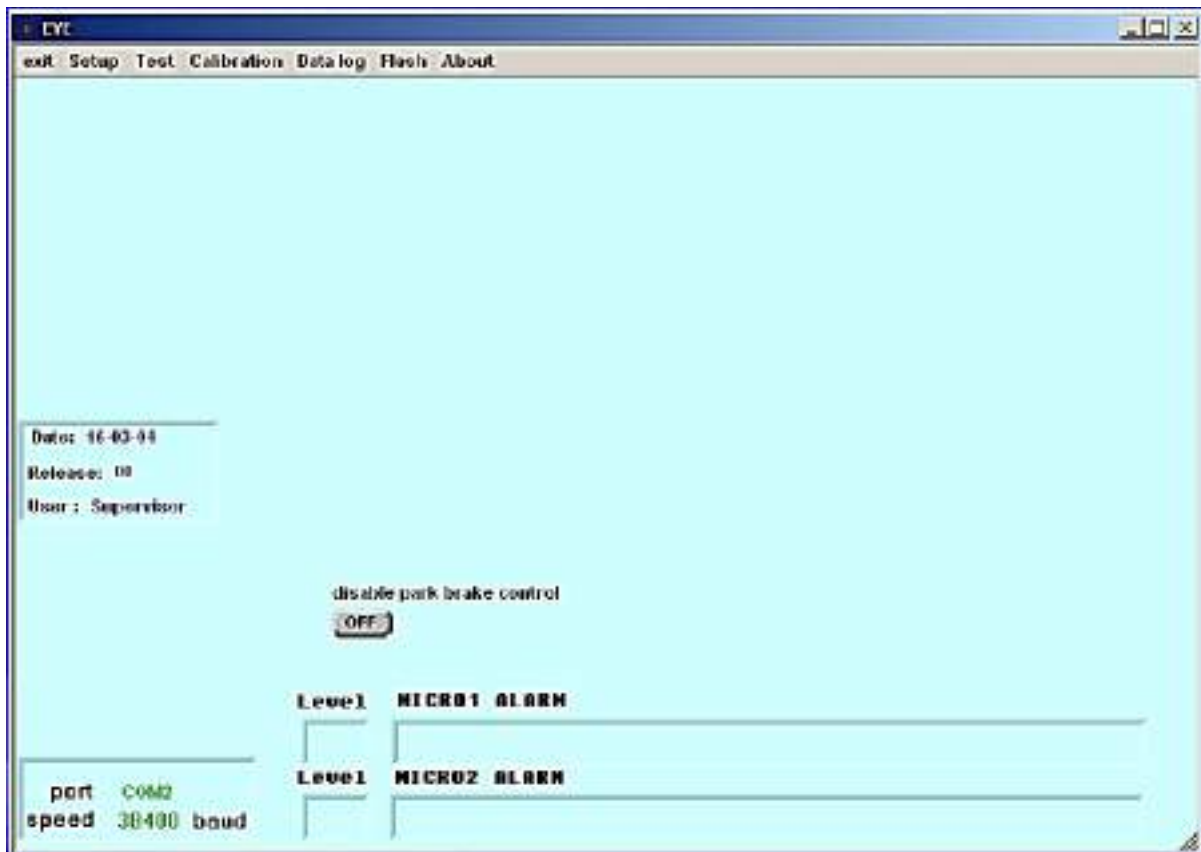 EYE
exit Setup Test Calibration Data log Flash About
Date: 16-03-04
Release:
User : Supervisor
disable park brake control
OFF
Level MICRO1 ALARM
Level MICRO2 ALARM
port COM2
speed 38400 baud